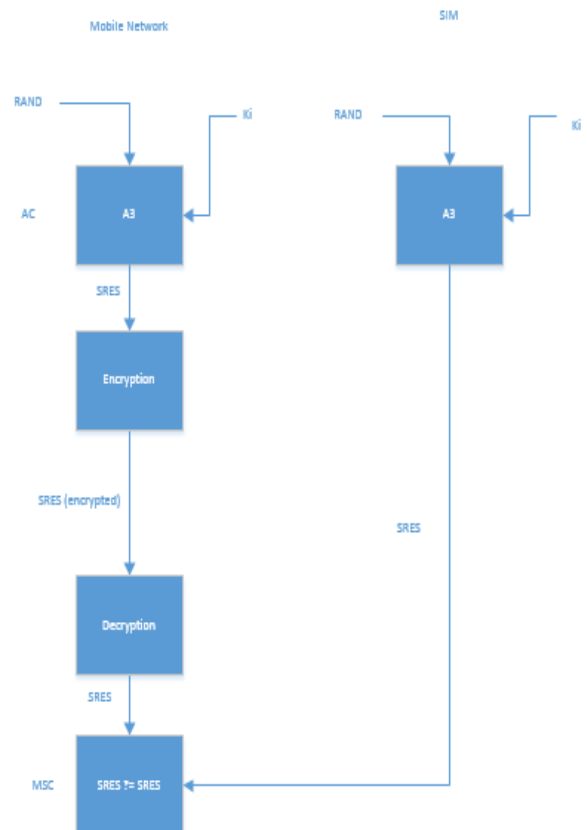 Mobile Network
SIM
RAND
Ki
RAND
Ki
AC
A3
A3
SRES
Encryption
SRES (encrypted)
SRES
Decryption
SRES
MSC
SRES ?= SRES